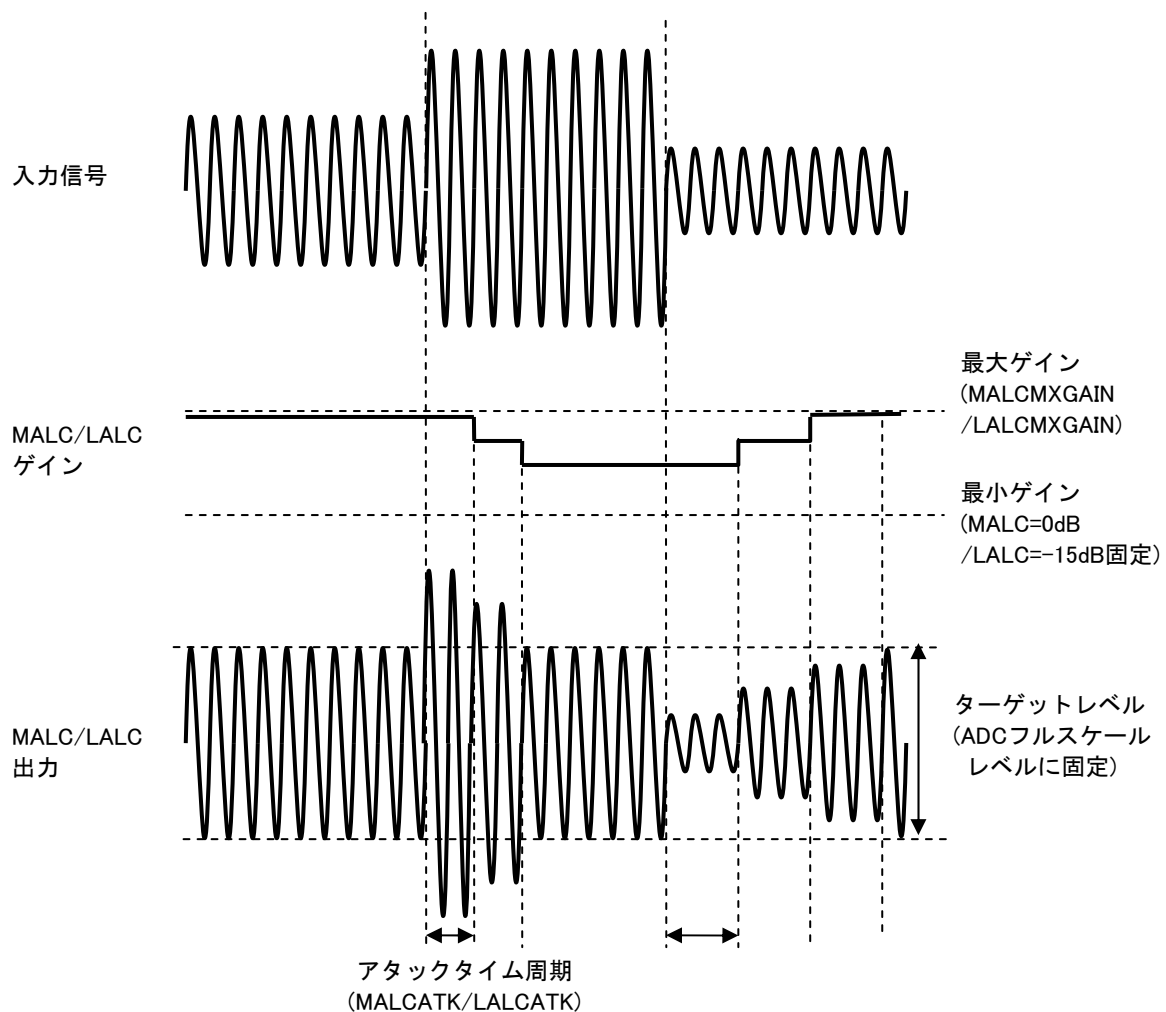 入力信号
最大ゲイン
(MALCMXGAIN
/LALCMXGAIN)
MALC/LALC
ゲイン
最小ゲイン
(MALC=0dB
/LALC=-15dB固定)
ターゲットレベル
(ADCフルスケール
レベルに固定)
MALC/LALC
出力
アタックタイム周期
(MALCATK/LALCATK)